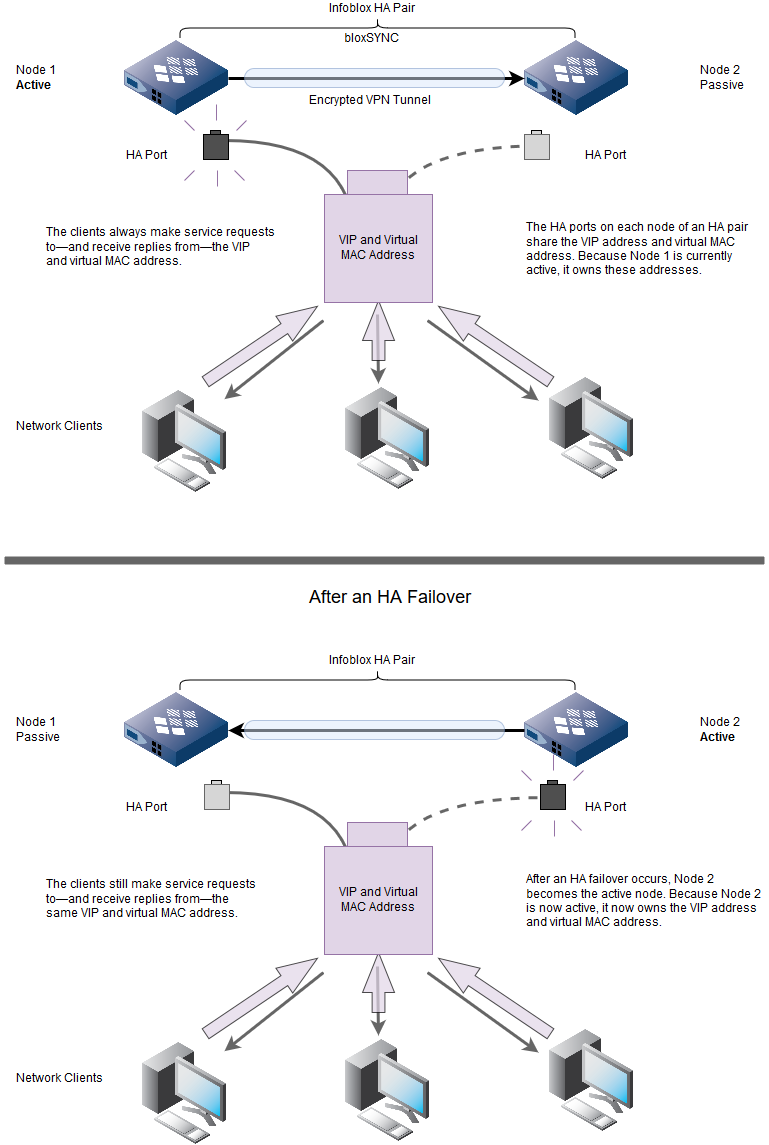 Infoblox HA Pair
bloxSYNC
Node 1
Active
Node 2
Passive
Encrypted VPN Tunnel
HA Port
HA Port
The clients always make service requests
to—and receive replies from—the VIP
and virtual MAC address.
VIP and Virtual
MAC Address
The HA ports on each node of an HA pair
share the VIP address and virtual MAC
address. Because Node 1 is currently
active, it owns these addresses.
Network Clients
After an HA Failover
Infoblox HA Pair
Node 1
Passive
Node 2
Active
HA Port
HA Port
The clients still make service requests
to—and receive replies from—the
same VIP and virtual MAC address.
VIP and Virtual
MAC Address
After an HA failover occurs, Node 2
becomes the active node. Because Node 2
is now active, it now owns the VIP address
and virtual MAC address.
Network Clients